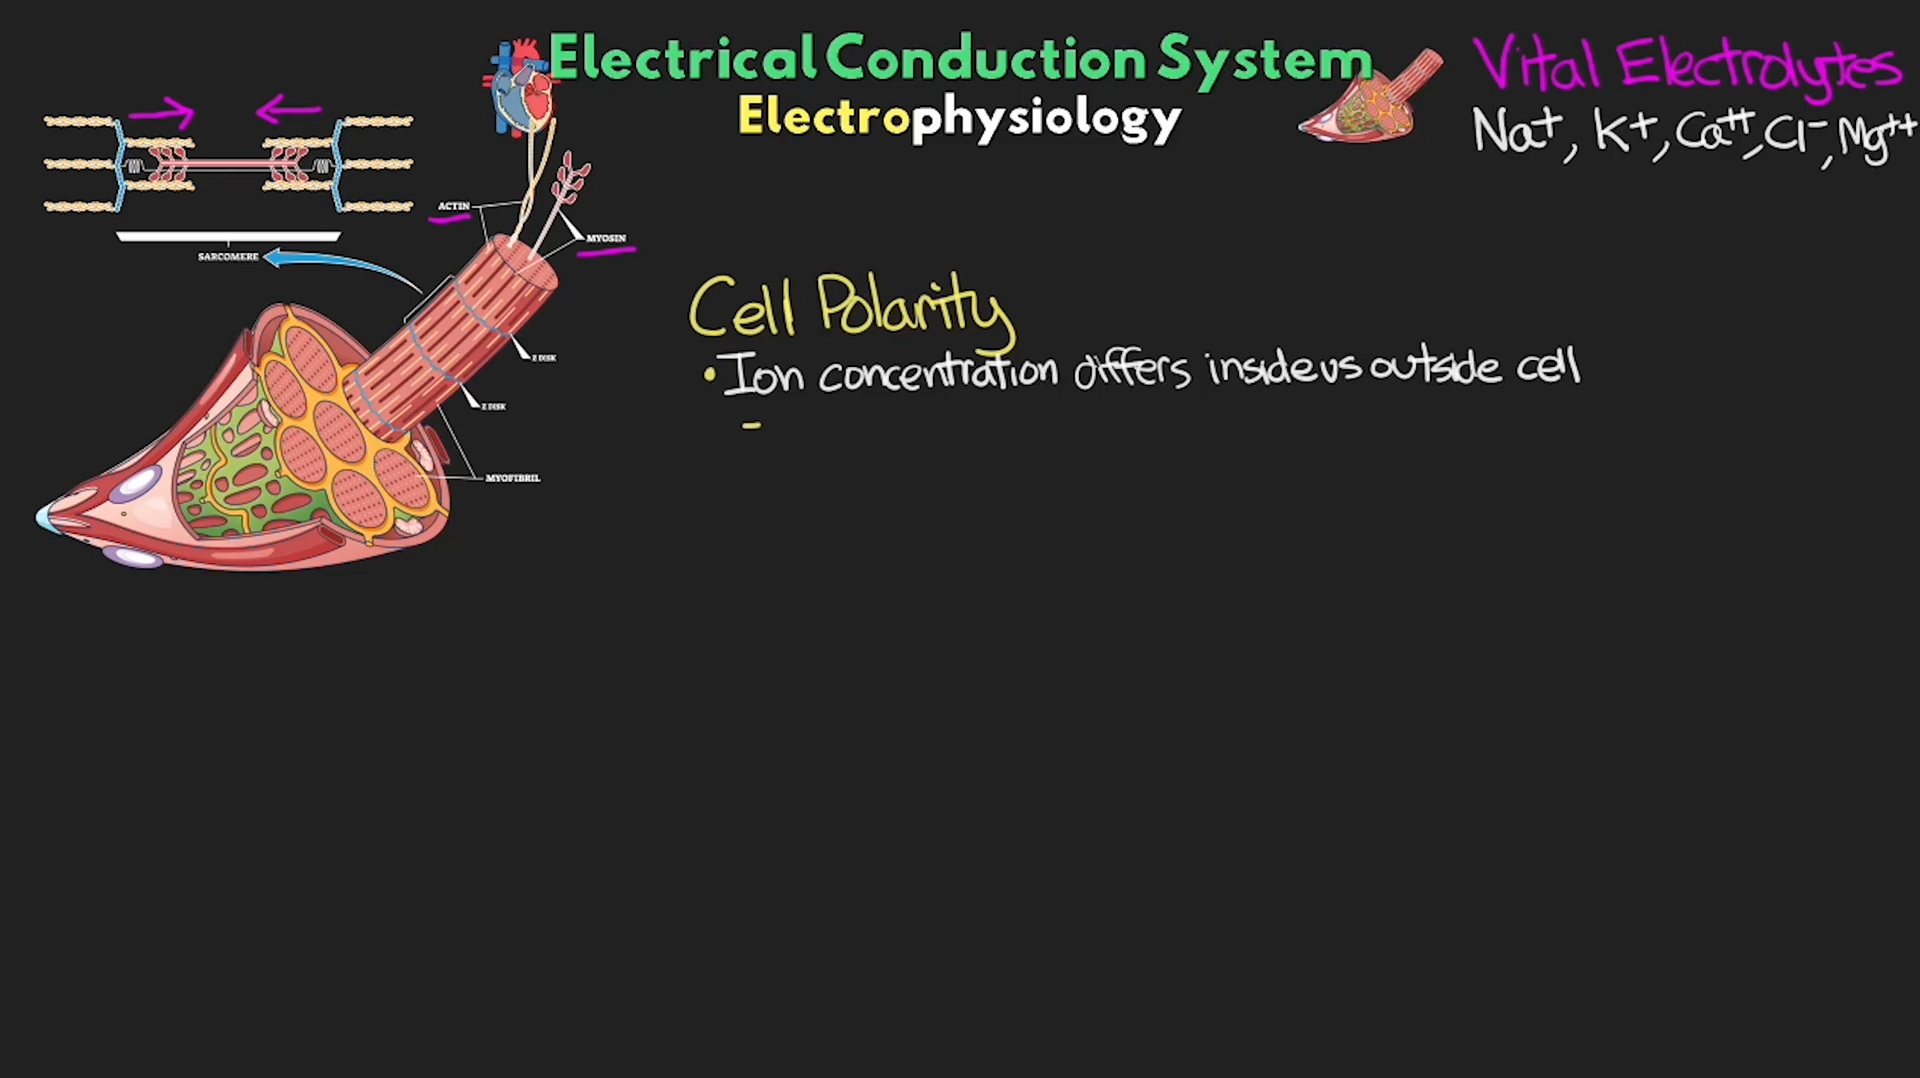 Electrical Conduction System
Electrophysiology
Vital Electrolytes
Na+, K+, Ca++, Cl-, Mg++
ACTIN
MYOSIN
SARCOMERE
Z DISK
Z DISK
MYOFIBRIL
Cell Polarity
• Ion concentration differs inside vs outside cell
-